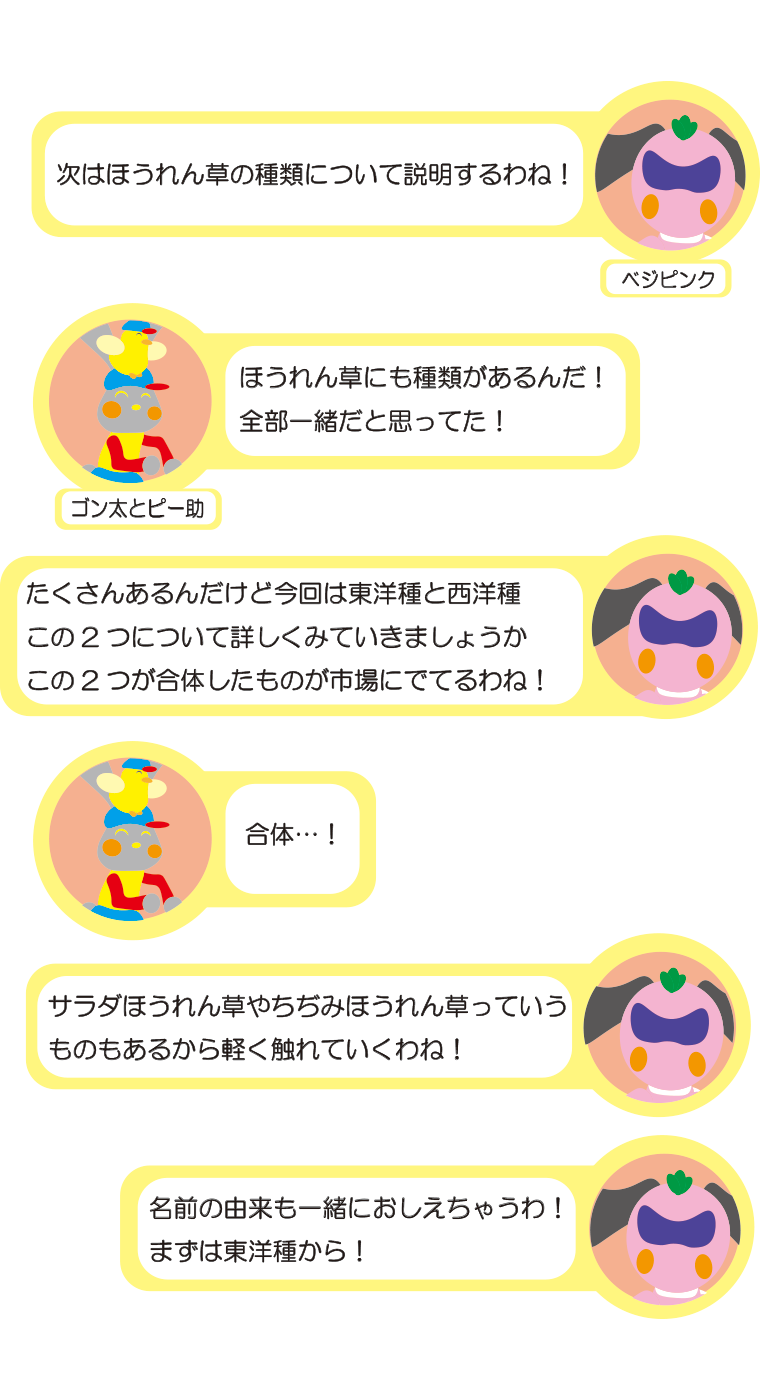 次はほうれん草の種類について説明するわね！
ベジピンク
ほうれん草にも種類があるんだ！
全部一緒だと思ってた！
ゴン太とピー助
たくさんあるんだけど今回は東洋種と西洋種
この２つについて詳しくみていきましょうか
この２つが合体したものが市場にでてるわね！
合体…！
サラダほうれん草やちぢみほうれん草っていう
ものもあるから軽く触れていくわね！
名前の由来も一緒におしえちゃうわ！
まずは東洋種から！